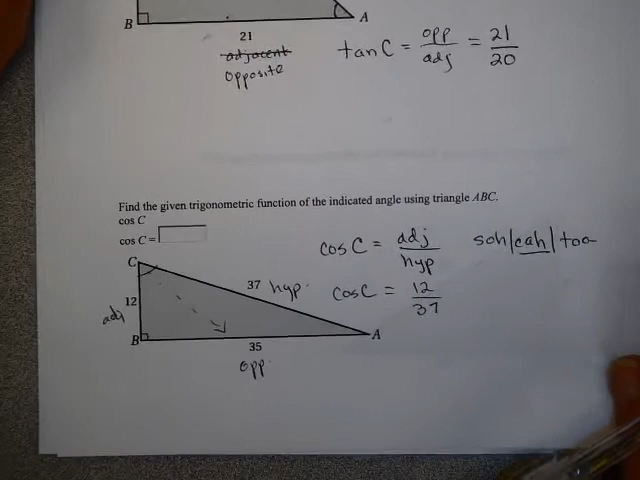 B
A
21
adjacent
opposite
tan C = opp/adj = 21/20
Find the given trigonometric function of the indicated angle using triangle ABC.
cos C
cos C =
cos C = adj/hyp
soh/cah/toa
C
37 hyp.
cos C = 12/37
12
adj
B
A
35
opp.